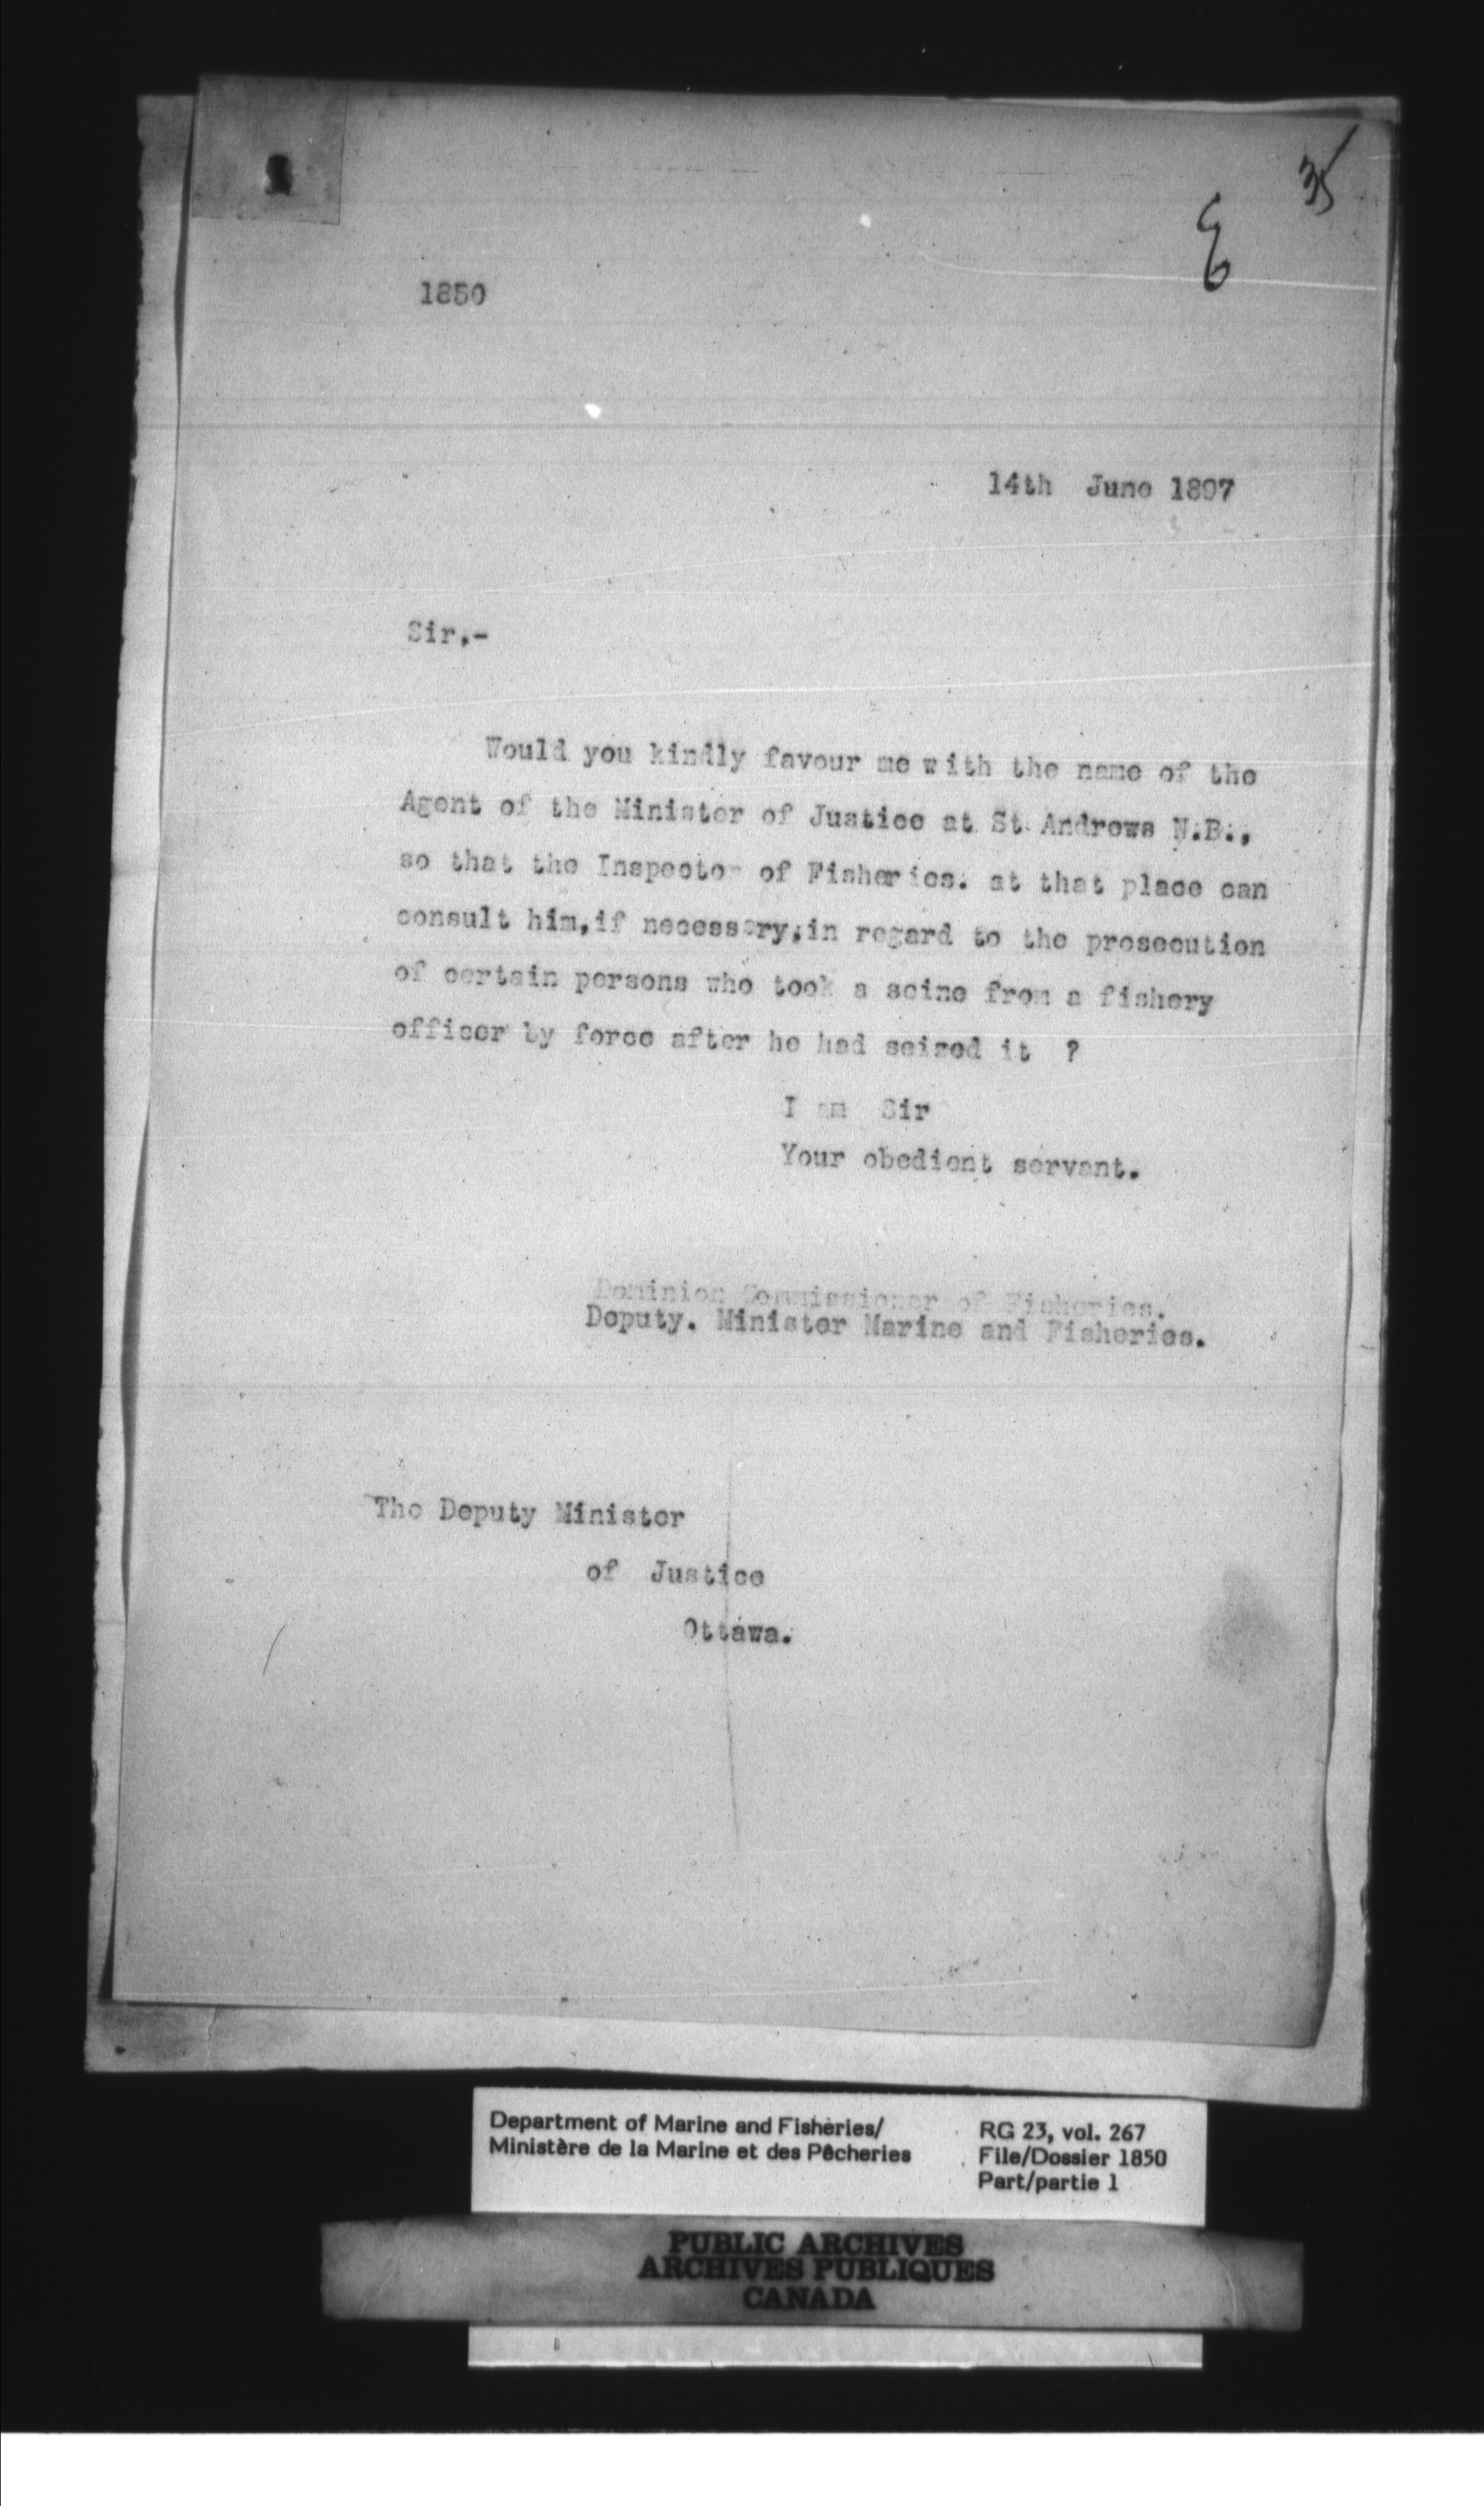 35
1850
14th June 1897
Sir,-
Would you kindly favour me with the name of the
Agent of the Minister of Justice at St Andrews N.B.,
so that the Inspector of Fisheries. at that place can
consult him,if necessary,in regard to the prosecution
of certain persons who took a seine from a fishery
officer by force after he had seized it ?
I am Sir
Your obedient servant.
Dominion Commissioner of Fisheries.
Deputy. Minister Marine and Fisheries.
The Deputy Minister
of Justice
Ottawa.
Department of Marine and Fisheries/
Ministère de la Marine et des Pêcheries
RG 23, vol. 267
File/Dossier 1850
Part/partie 1
PUBLIC ARCHIVES
ARCHIVES PUBLIQUES
CANADA